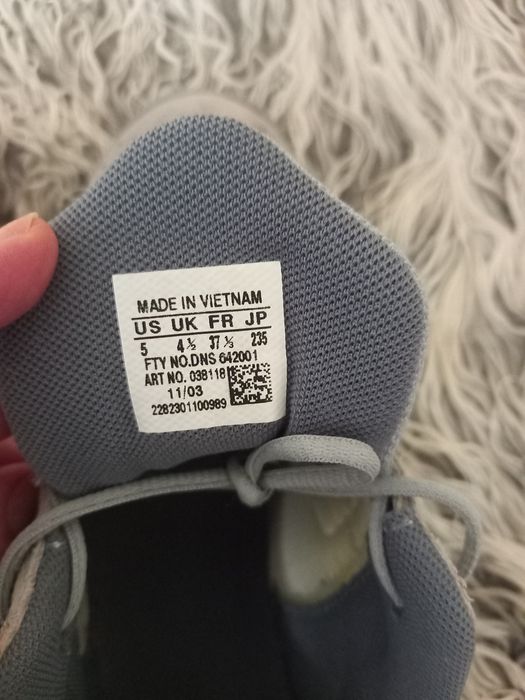 MADE IN VIETNAM
US UK FR JP
5 4½ 37⅓ 235
FTY NO.DNS 642001
ART NO. 038118
11/03
2282301100989